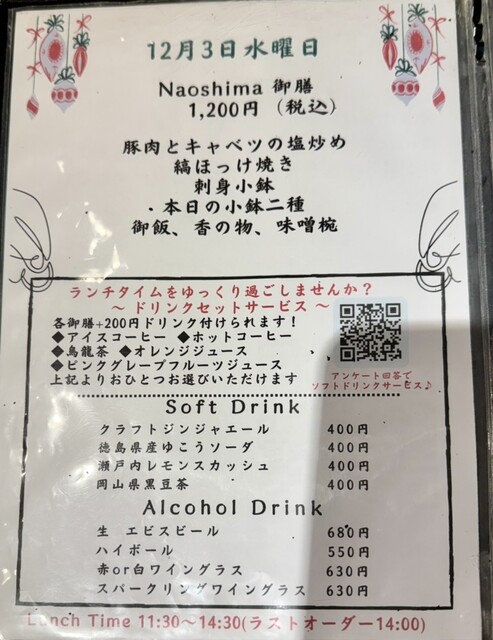 12月3日水曜日
Naoshima 御膳
1,200円 (税込)
豚肉とキャベツの塩炒め
縞ほっけ焼き
刺身小鉢
・本日の小鉢二種
御飯、香の物、味噌椀
ランチタイムをゆっくり過ごしませんか?
～ ドリンクセットサービス ～
各御膳+200円ドリンク付けられます!
◆アイスコーヒー ◆ホットコーヒー
◆烏龍茶 ◆オレンジジュース
◆ピンクグレープフルーツジュース
上記よりおひとつお選びいただけます
アンケート回答で
ソフトドリンクサービス♪
Soft Drink
クラフトジンジャエール 400円
徳島県産ゆこうソーダ 400円
瀬戸内レモンスカッシュ 400円
岡山県黒豆茶 400円
Alcohol Drink
生 エビスビール 680円
ハイボール 550円
赤or白ワイングラス 630円
スパークリングワイングラス 630円
Lunch Time 11:30～14:30(ラストオーダー14:00)